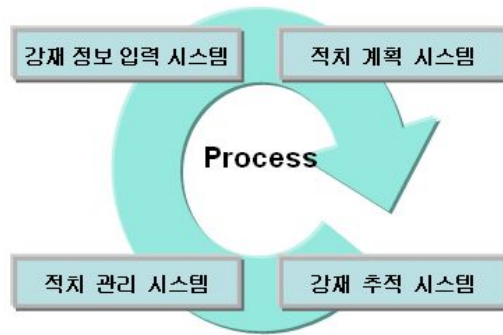 강재 정보 입력 시스템
적치 계획 시스템
Process
적치 관리 시스템
강재 추적 시스템